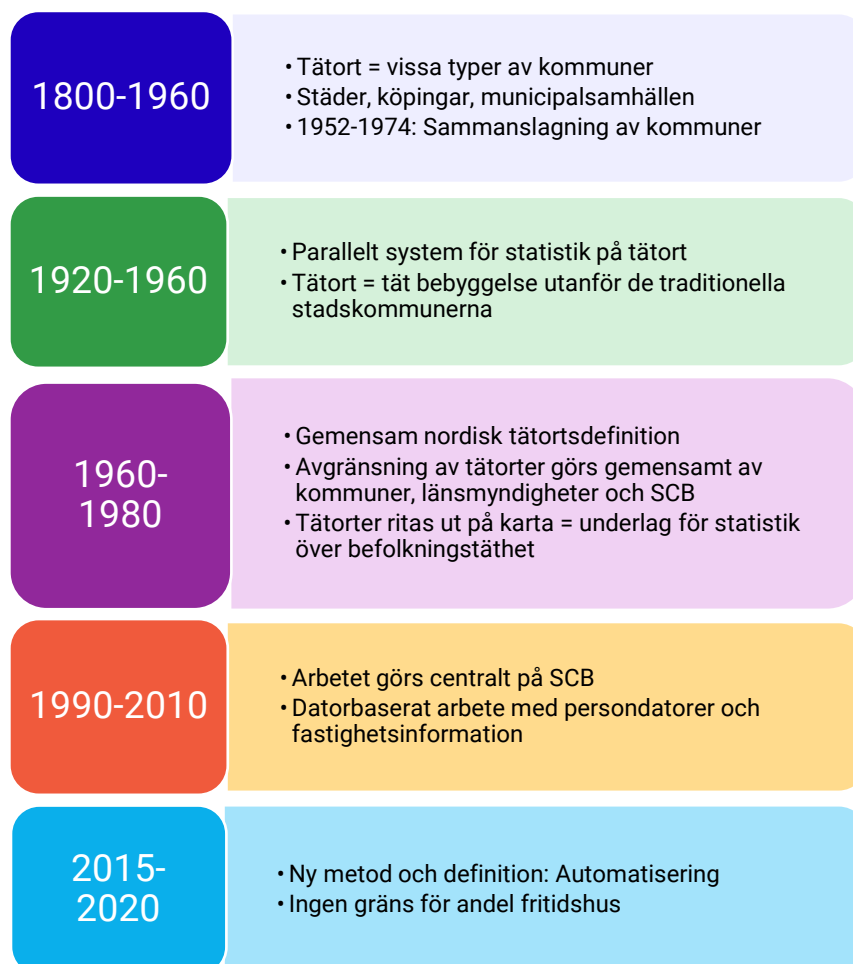 1800-1960
• Tätort = vissa typer av kommuner
• Städer, köpingar, municipalsamhällen
• 1952-1974: Sammanslagning av kommuner
1920-1960
• Parallelt system för statistik på tätort
• Tätort = tät bebyggelse utanför de traditionella
stadskommunerna
1960-
1980
• Gemensam nordisk tätortsdefinition
• Avgränsning av tätorter görs gemensamt av
kommuner, länsmyndigheter och SCB
• Tätorter ritas ut på karta = underlag för statistik
över befolkningstäthet
1990-2010
• Arbetet görs centralt på SCB
• Datorbaserat arbete med persondatorer och
fastighetsinformation
2015-
2020
• Ny metod och definition: Automatisering
• Ingen gräns för andel fritidshus